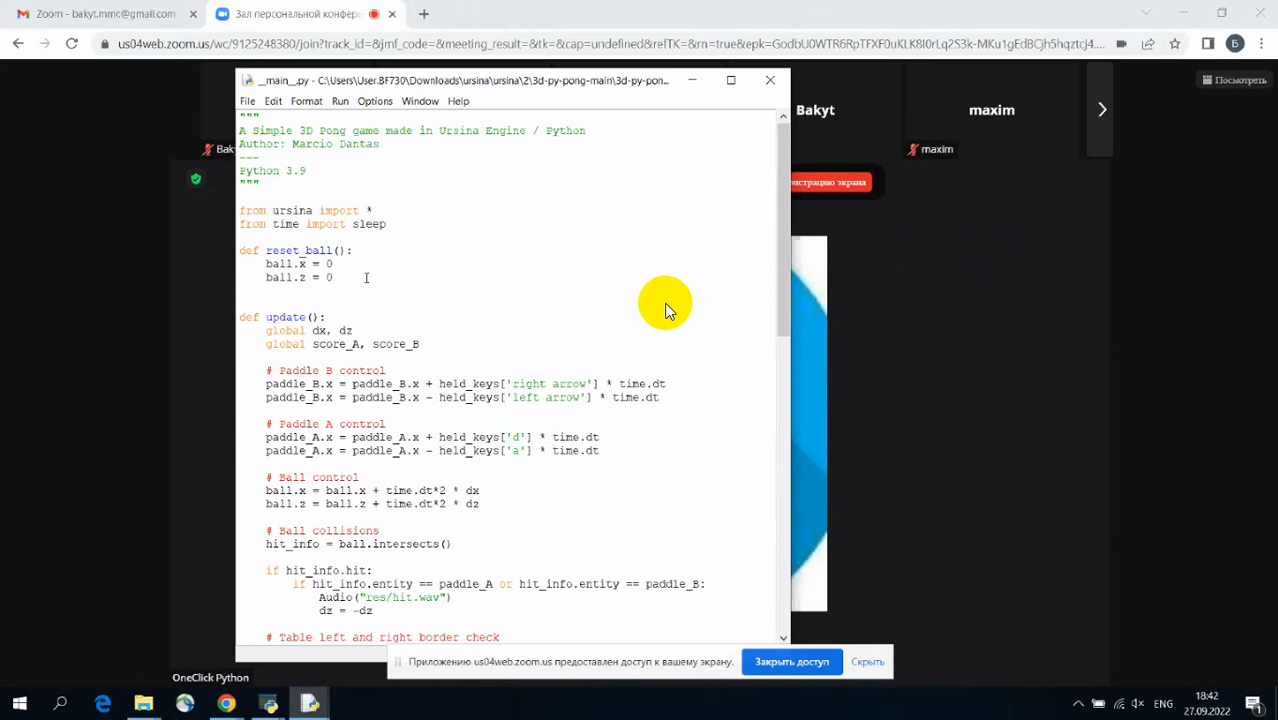 Zoom - bakyt.mmc@gmail.com
Зал персональной конфере
us04web.zoom.us/wc/9125248380/join?track_id=&jmf_code=&meeting_result=&tk=&cap=undefined&refTK=&rn=true&epk=GodbU0WTR6RpTFXF0uKLK8I0rLq2S3k-MKu1gEdBCjh5hqztcj4
Б
__main__.py - C:\Users\User.BF730\Downloads\ursina\ursina\2\3d-py-pong-main\3d-py-pon...
File Edit Format Run Options Window Help
"""
A Simple 3D Pong game made in Ursina Engine / Python
Author: Marcio Dantas
---
Python 3.9
"""
from ursina import *
from time import sleep
def reset_ball():
ball.x = 0
ball.z = 0
def update():
global dx, dz
global score_A, score_B
# Paddle B control
paddle_B.x = paddle_B.x + held_keys['right arrow'] * time.dt
paddle_B.x = paddle_B.x - held_keys['left arrow'] * time.dt
# Paddle A control
paddle_A.x = paddle_A.x + held_keys['d'] * time.dt
paddle_A.x = paddle_A.x - held_keys['a'] * time.dt
# Ball control
ball.x = ball.x + time.dt*2 * dx
ball.z = ball.z + time.dt*2 * dz
# Ball collisions
hit_info = ball.intersects()
if hit_info.hit:
if hit_info.entity == paddle_A or hit_info.entity == paddle_B:
Audio("res/hit.wav")
dz = -dz
# Table left and right border check
Посмотреть
Bakyt
maxim
Baky
maxim
нстрацию экрана
Приложению us04web.zoom.us предоставлен доступ к вашему экрану.
Закрыть доступ
Скрыть
OneClick Python
ENG
18:42
27.09.2022
1